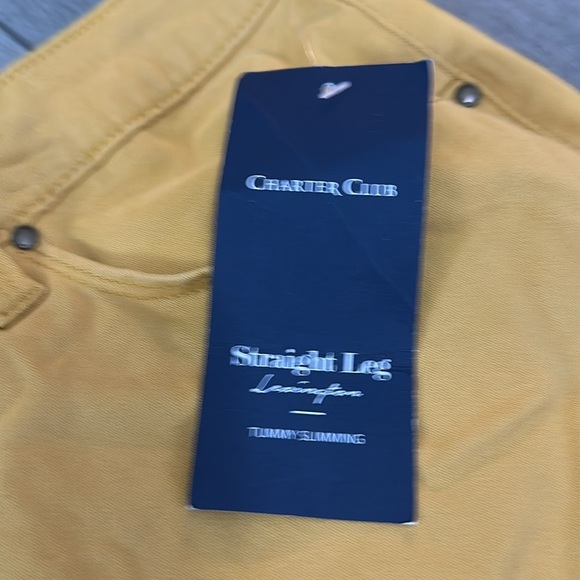 CHARTER CLUB
Straight Leg
Lexington
TUMMY SLIMMING